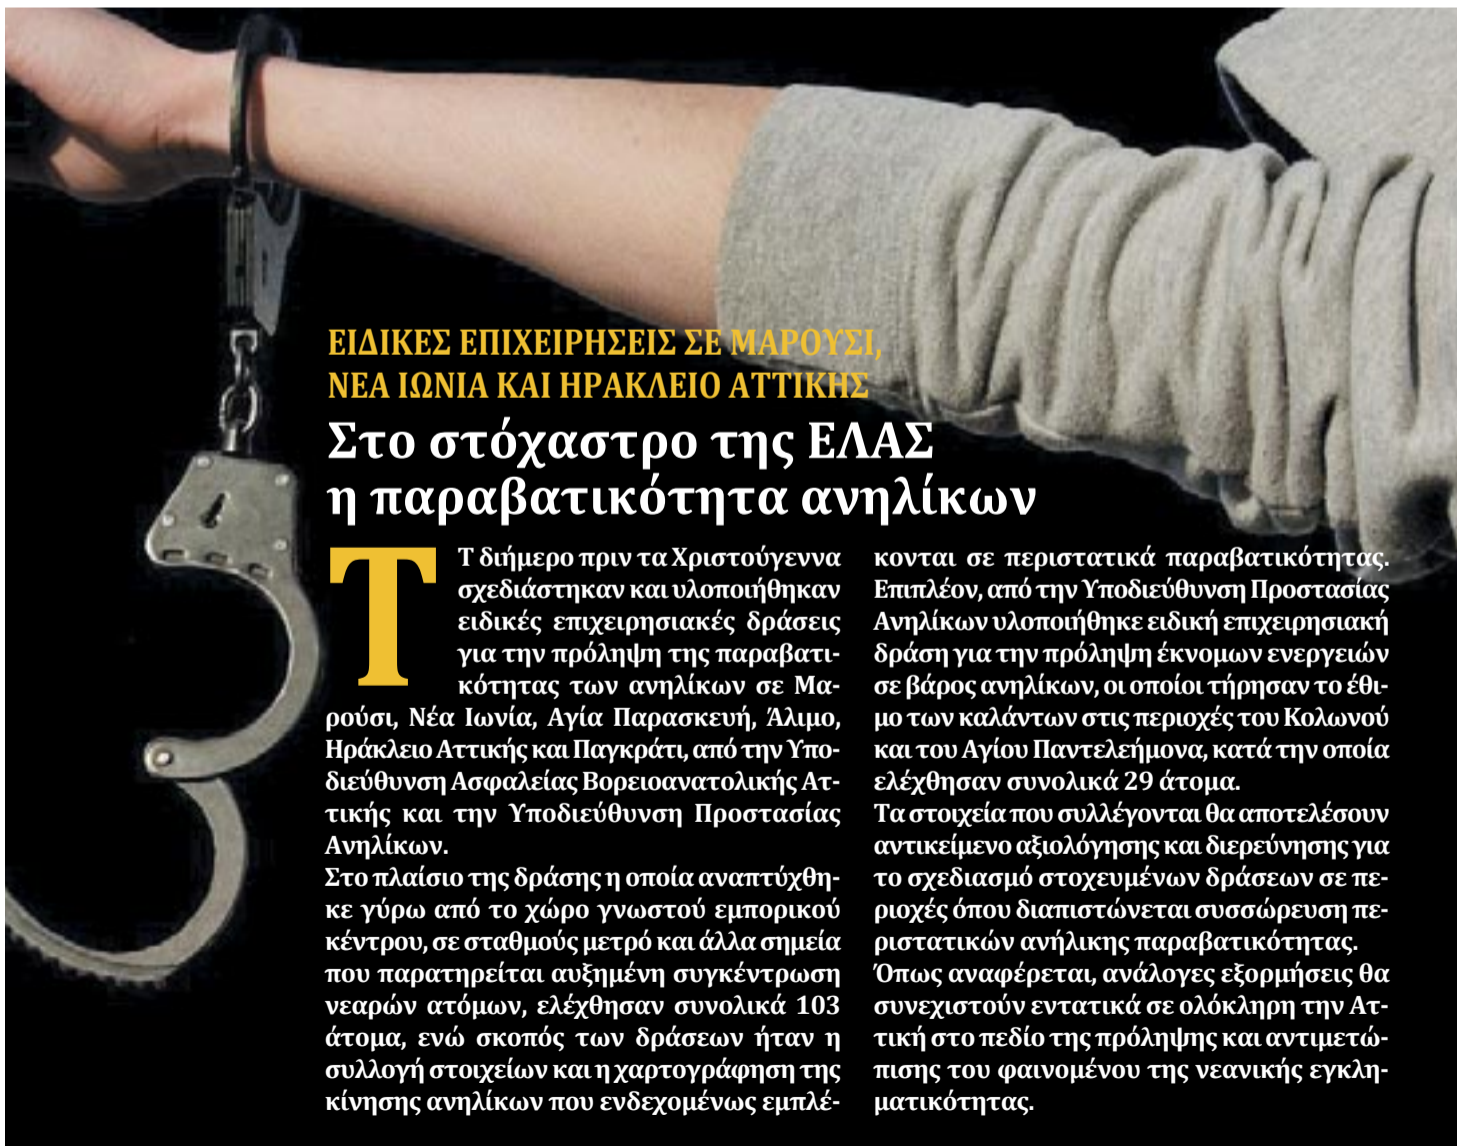 ΕΙΔΙΚΕΣ ΕΠΙΧΕΙΡΗΣΕΙΣ ΣΕ ΜΑΡΟΥΣΙ,
ΝΕΑ ΙΩΝΙΑ ΚΑΙ ΗΡΑΚΛΕΙΟ ΑΤΤΙΚΗΣ
Στο στόχαστρο της ΕΛΑΣ
η παραβατικότητα ανηλίκων
Τ
Τ διήμερο πριν τα Χριστούγεννα
σχεδιάστηκαν και υλοποιήθηκαν
ειδικές επιχειρησιακές δράσεις
για την πρόληψη της παραβατι-
κότητας των ανηλίκων σε Μα-
ρούσι, Νέα Ιωνία, Αγία Παρασκευή, Άλιμο,
Ηράκλειο Αττικής και Παγκράτι, από την Υπο-
διεύθυνση Ασφαλείας Βορειοανατολικής Ατ-
τικής και την Υποδιεύθυνση Προστασίας
Ανηλίκων.
Στο πλαίσιο της δράσης η οποία αναπτύχθη-
κε γύρω από το χώρο γνωστού εμπορικού
κέντρου, σε σταθμούς μετρό και άλλα σημεία
που παρατηρείται αυξημένη συγκέντρωση
νεαρών ατόμων, ελέχθησαν συνολικά 103
άτομα, ενώ σκοπός των δράσεων ήταν η
συλλογή στοιχείων και η χαρτογράφηση της
κίνησης ανηλίκων που ενδεχομένως εμπλέ-
κονται σε περιστατικά παραβατικότητας.
Επιπλέον, από την Υποδιεύθυνση Προστασίας
Ανηλίκων υλοποιήθηκε ειδική επιχειρησιακή
δράση για την πρόληψη έκνομων ενεργειών
σε βάρος ανηλίκων, οι οποίοι τήρησαν το έθι-
μο των καλάντων στις περιοχές του Κολωνού
και του Αγίου Παντελεήμονα, κατά την οποία
ελέχθησαν συνολικά 29 άτομα.
Τα στοιχεία που συλλέγονται θα αποτελέσουν
αντικείμενο αξιολόγησης και διερεύνησης για
το σχεδιασμό στοχευμένων δράσεων σε πε-
ριοχές όπου διαπιστώνεται συσσώρευση πε-
ριστατικών ανήλικης παραβατικότητας.
Όπως αναφέρεται, ανάλογες εξορμήσεις θα
συνεχιστούν εντατικά σε ολόκληρη την Ατ-
τική στο πεδίο της πρόληψης και αντιμετώ-
πισης του φαινομένου της νεανικής εγκλη-
ματικότητας.